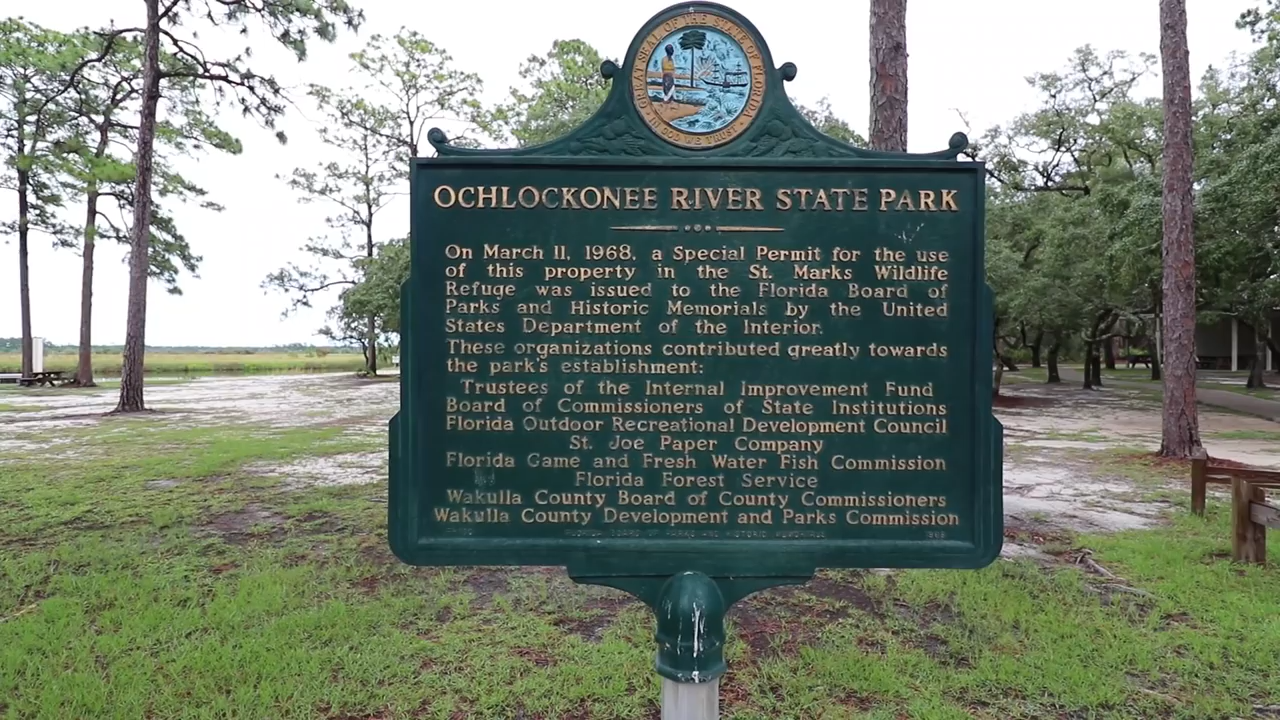 GREAT SEAL OF THE STATE OF FLORIDA
IN GOD WE TRUST
OCHLOCKONEE RIVER STATE PARK
On March 11, 1968, a Special Permit for the use
of this property in the St. Marks Wildlife
Refuge was issued to the Florida Board of
Parks and Historic Memorials by the United
States Department of the Interior.
These organizations contributed greatly towards
the park's establishment:
Trustees of the Internal Improvement Fund
Board of Commissioners of State Institutions
Florida Outdoor Recreational Development Council
St. Joe Paper Company
Florida Game and Fresh Water Fish Commission
Florida Forest Service
Wakulla County Board of County Commissioners
Wakulla County Development and Parks Commission
FLORIDA BOARD OF PARKS AND HISTORIC MEMORIALS